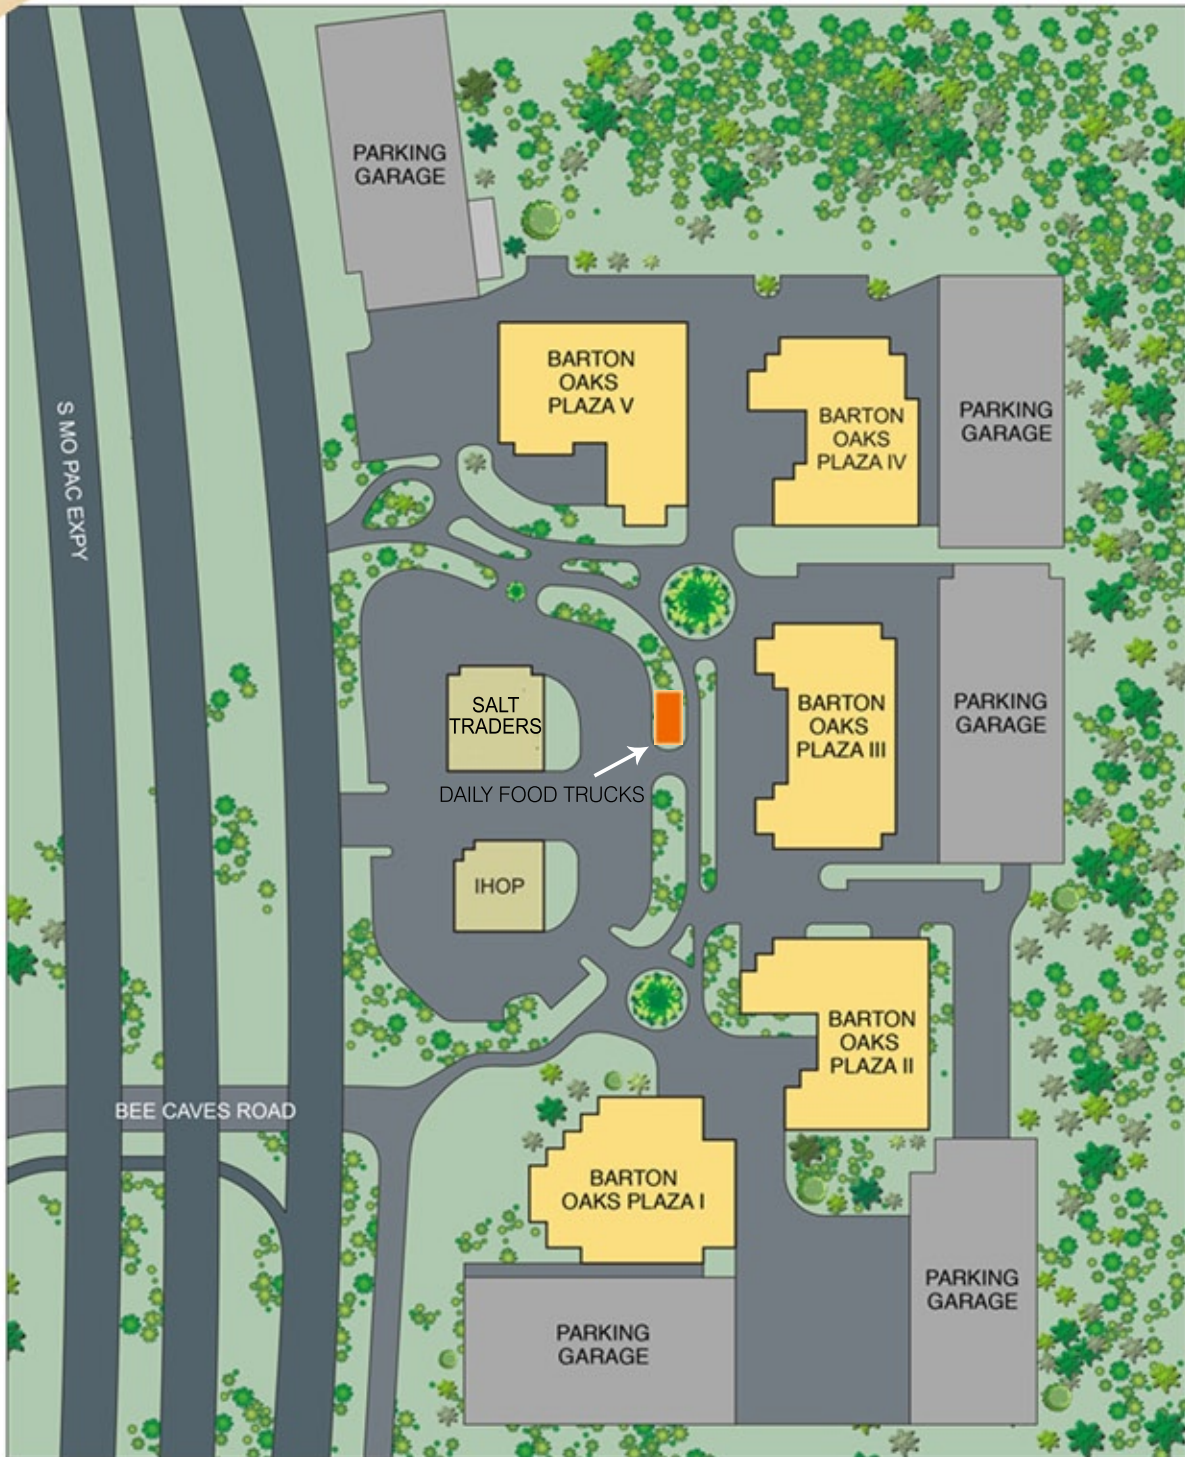 PARKING
GARAGE
BARTON
OAKS
PLAZA V
BARTON
OAKS
PLAZA IV
PARKING
GARAGE
S MO PAC EXPY
SALT
TRADERS
BARTON
OAKS
PLAZA III
PARKING
GARAGE
DAILY FOOD TRUCKS
IHOP
BARTON
OAKS
PLAZA II
BEE CAVES ROAD
BARTON
OAKS PLAZA I
PARKING
GARAGE
PARKING
GARAGE